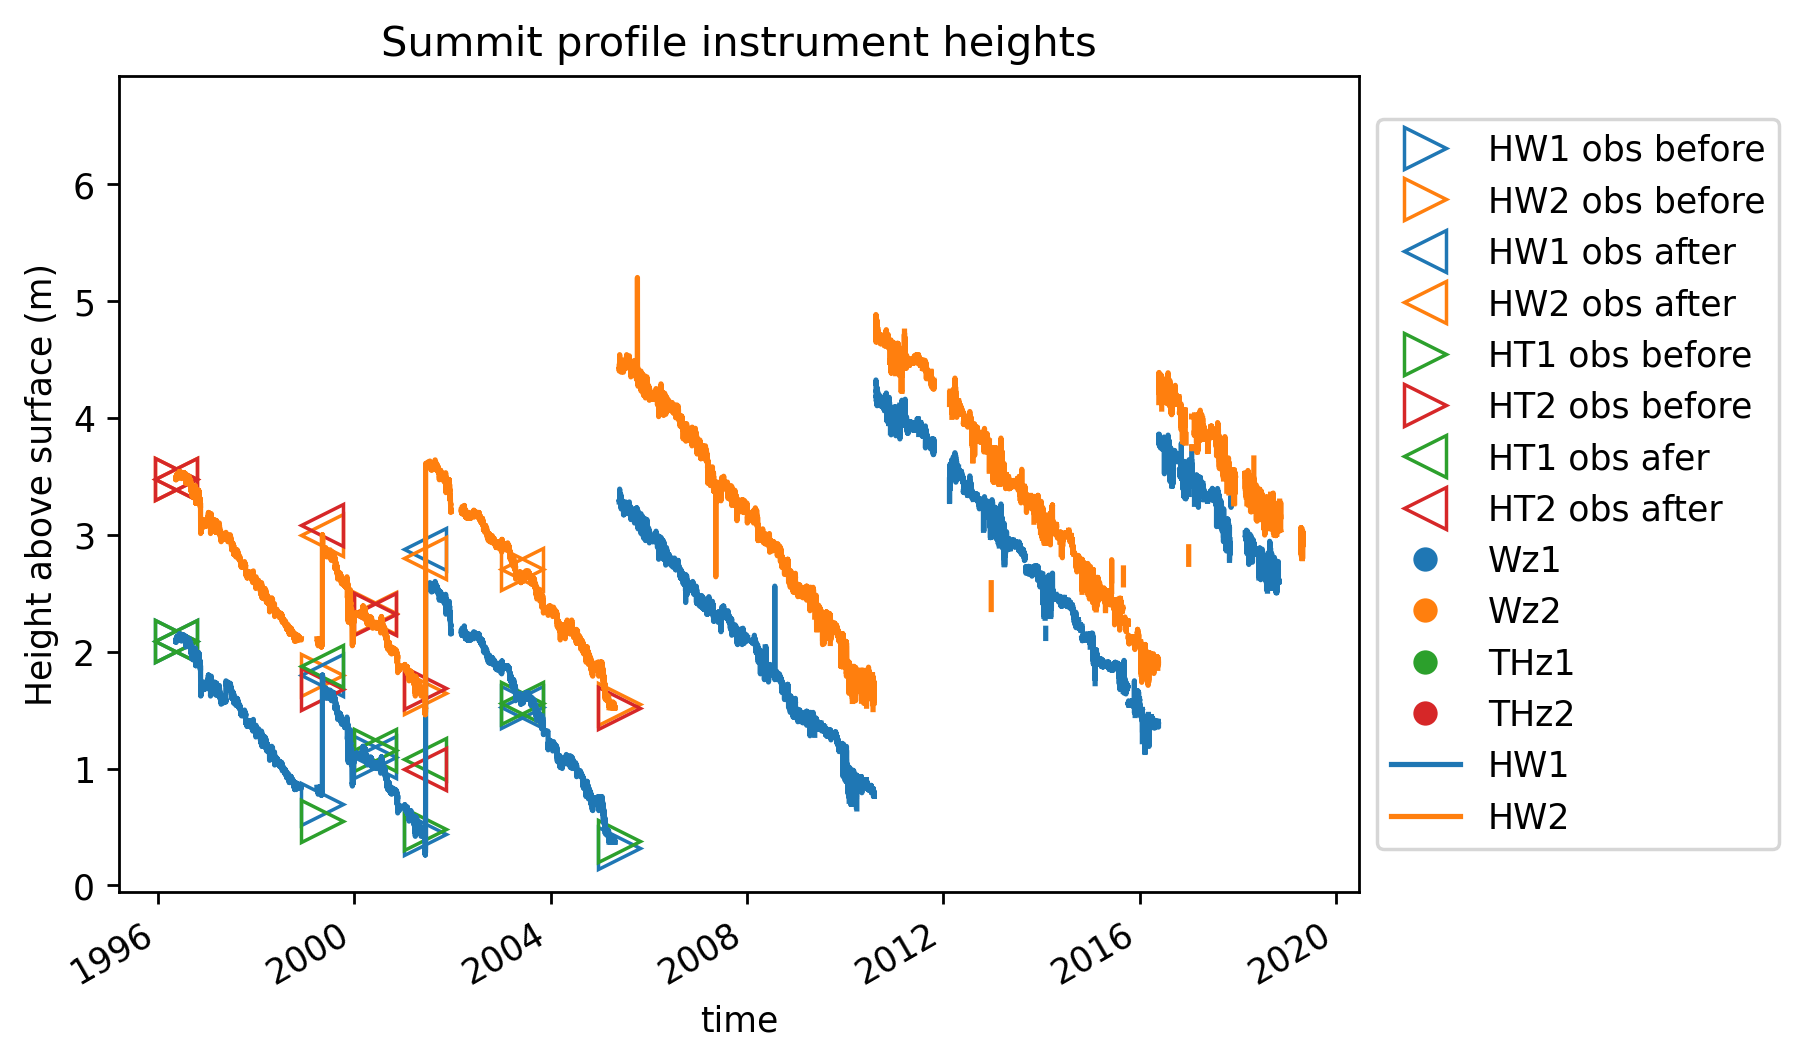 Summit profile instrument heights
Height above surface (m)
6
5
4
3
2
1
0
1996
2000
2004
2008
2012
2016
2020
time
HW1 obs before
HW2 obs before
HW1 obs after
HW2 obs after
HT1 obs before
HT2 obs before
HT1 obs afer
HT2 obs after
Wz1
Wz2
THz1
THz2
HW1
HW2